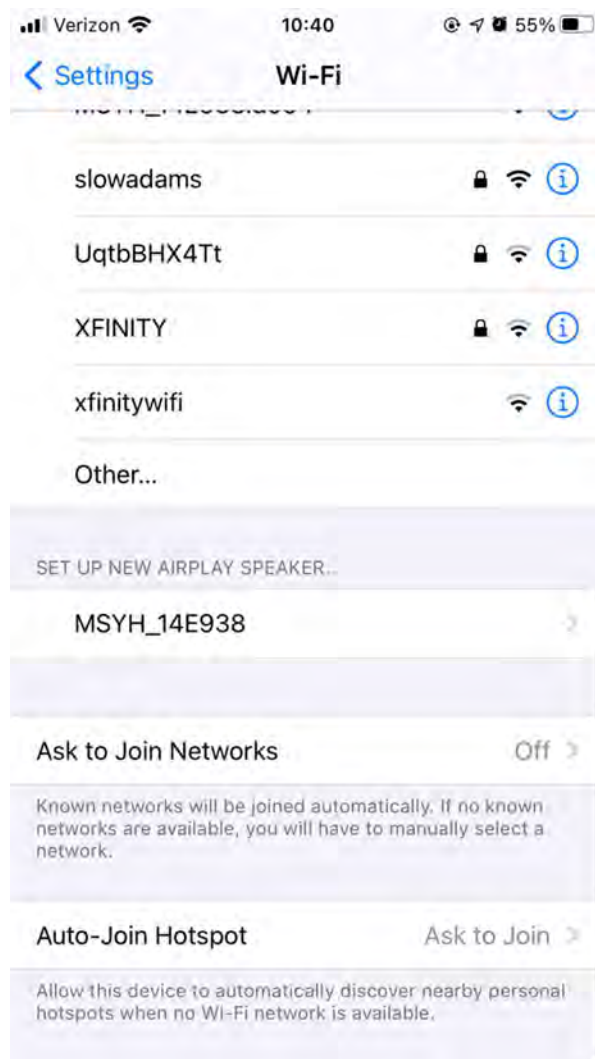 Verizon 10:40 55%
Settings Wi-Fi
slowadams
UqtbBHX4Tt
XFINITY
xfinitywifi
Other...
SET UP NEW AIRPLAY SPEAKER...
MSYH_14E938
Ask to Join Networks Off
Known networks will be joined automatically. If no known
networks are available, you will have to manually select a
network.
Auto-Join Hotspot Ask to Join
Allow this device to automatically discover nearby personal
hotspots when no Wi-Fi network is available.